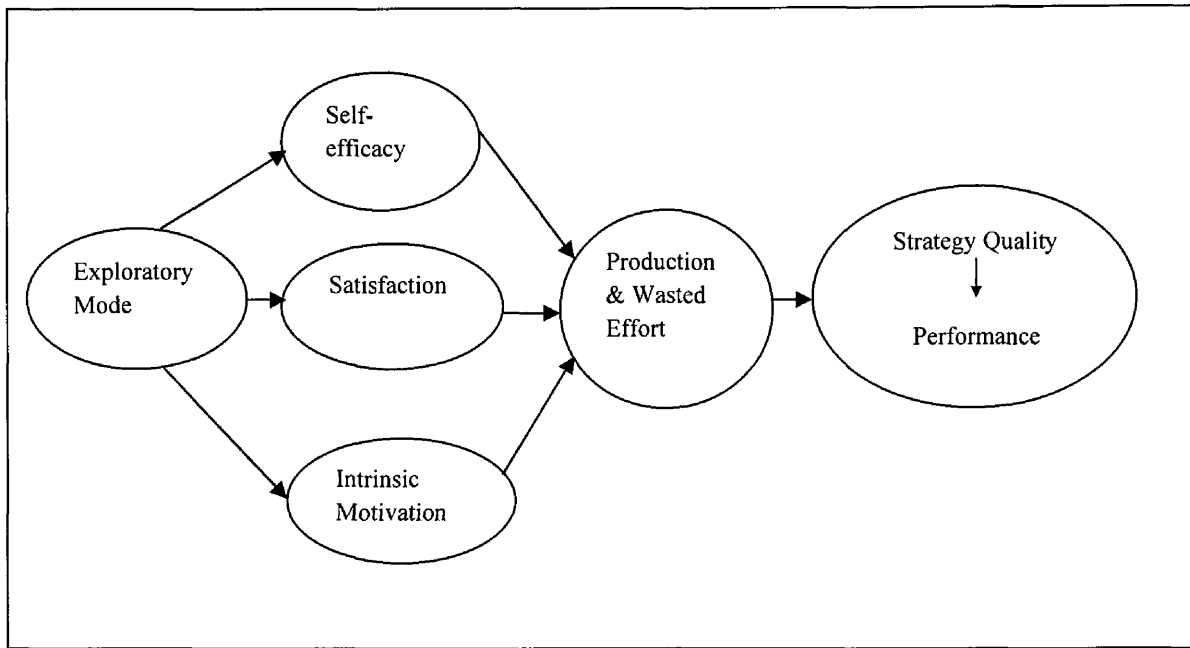 Self-
efficacy
Exploratory
Mode
Satisfaction
Intrinsic
Motivation
Production
& Wasted
Effort
Strategy Quality
Performance